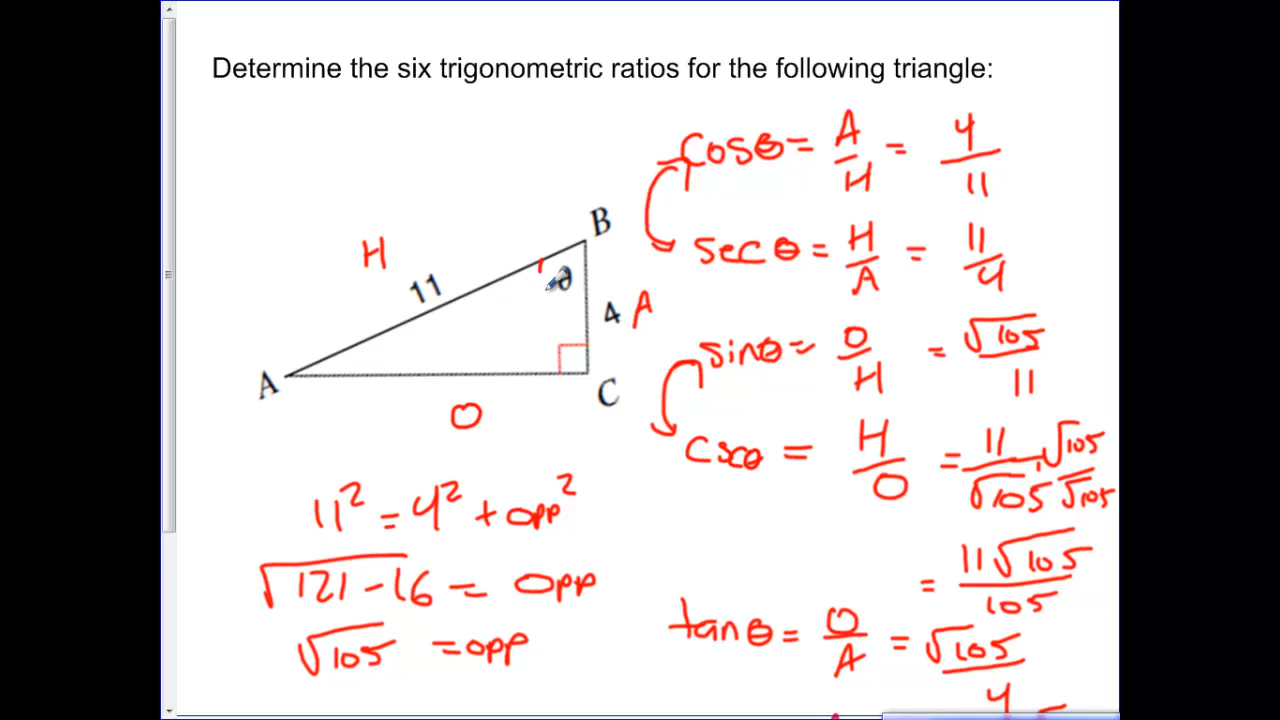 Determine the six trigonometric ratios for the following triangle:
cosθ = A/H = 4/11
secθ = H/A = 11/4
sinθ = O/H = √105/11
cscθ = H/O = 11/√105 · √105/√105
= 11√105/105
tanθ = O/A = √105/4
B
H
11
θ
4 A
A
C
O
11² = 4² + opp²
√121-16 = opp
√105 = opp